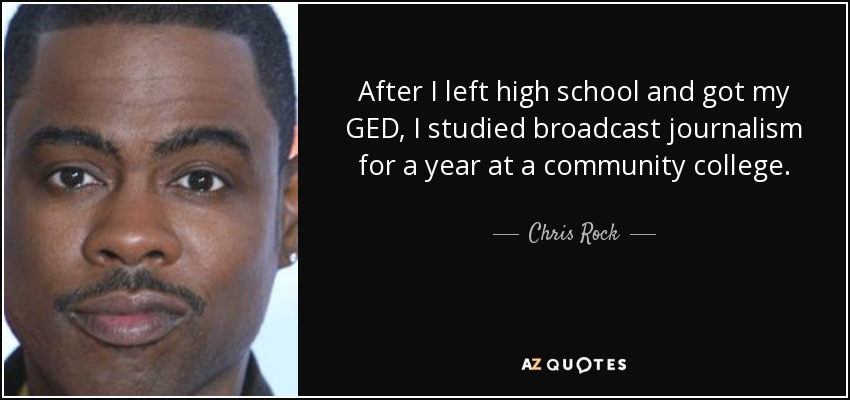 After I left high school and got my
GED, I studied broadcast journalism
for a year at a community college.
Chris Rock
AZ QUOTES